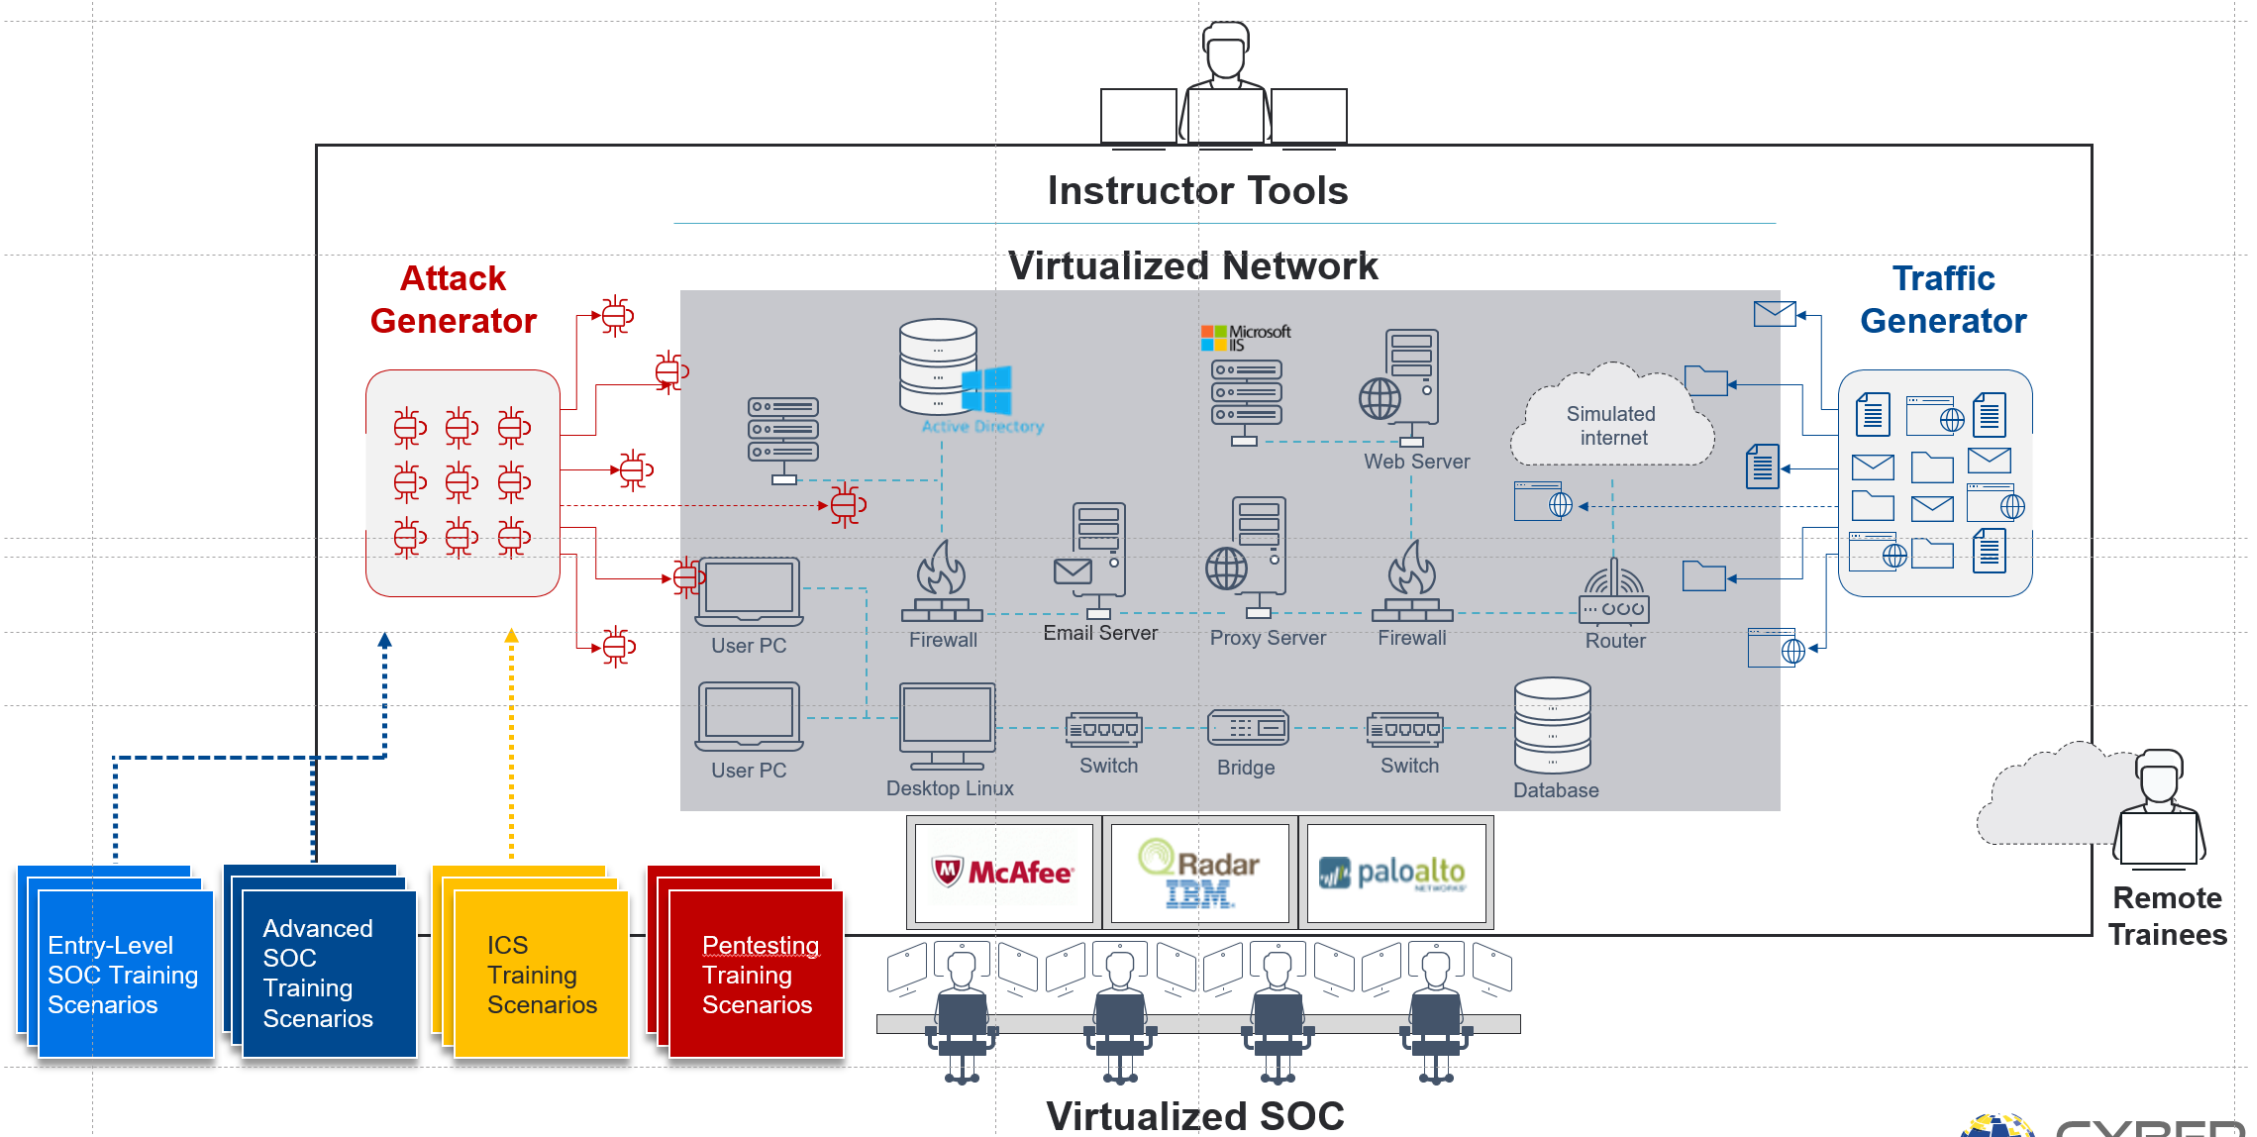 Instructor Tools
Virtualized Network
Attack
Generator
Traffic
Generator
Microsoft
IIS
Active Directory
Simulated
internet
Web Server
User PC
Firewall
Email Server
Proxy Server
Firewall
Router
User PC
Desktop Linux
Switch
Bridge
Switch
Database
McAfee
QRadar
IBM
paloalto
NETWORKS
Remote
Trainees
Entry-Level
SOC Training
Scenarios
Advanced
SOC
Training
Scenarios
ICS
Training
Scenarios
Pentesting
Training
Scenarios
Virtualized SOC